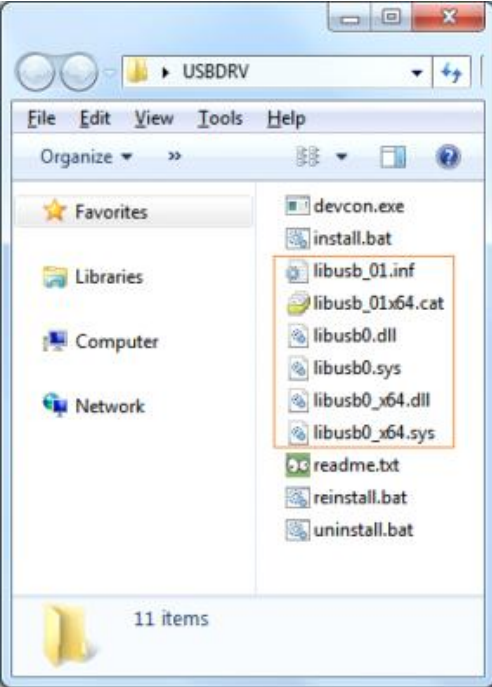 USBDRV
File Edit View Tools Help
Organize »
Favorites
Libraries
Computer
Network
devcon.exe
install.bat
libusb_01.inf
libusb_01x64.cat
libusb0.dll
libusb0.sys
libusb0_x64.dll
libusb0_x64.sys
readme.txt
reinstall.bat
uninstall.bat
11 items